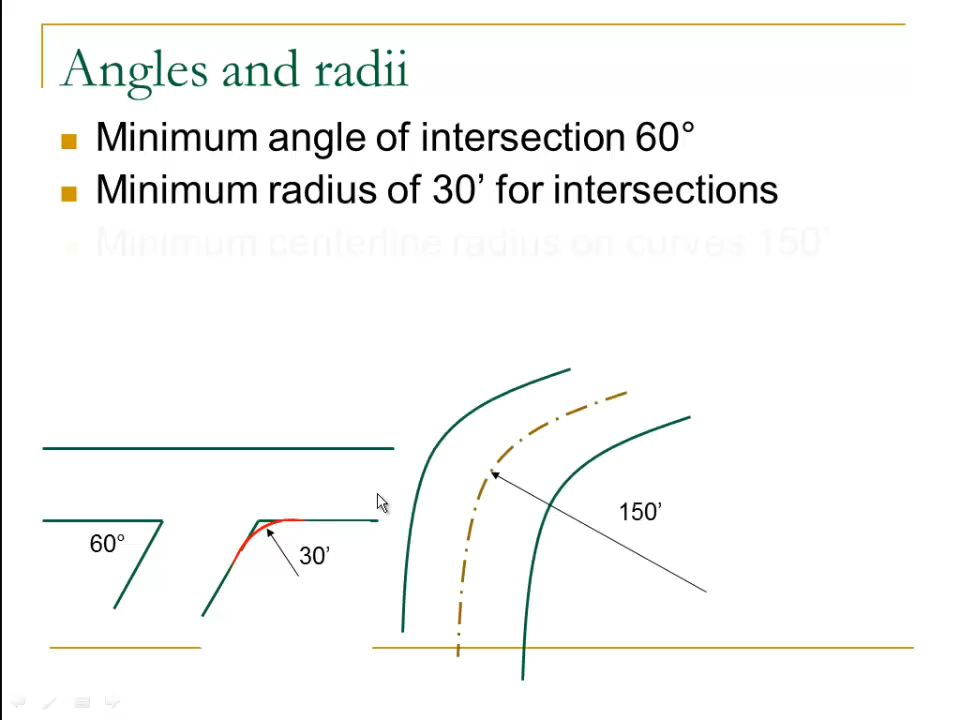 Angles and radii
Minimum angle of intersection 60°
Minimum radius of 30’ for intersections
Minimum centerline radius on curves 150’
150’
60°
30’